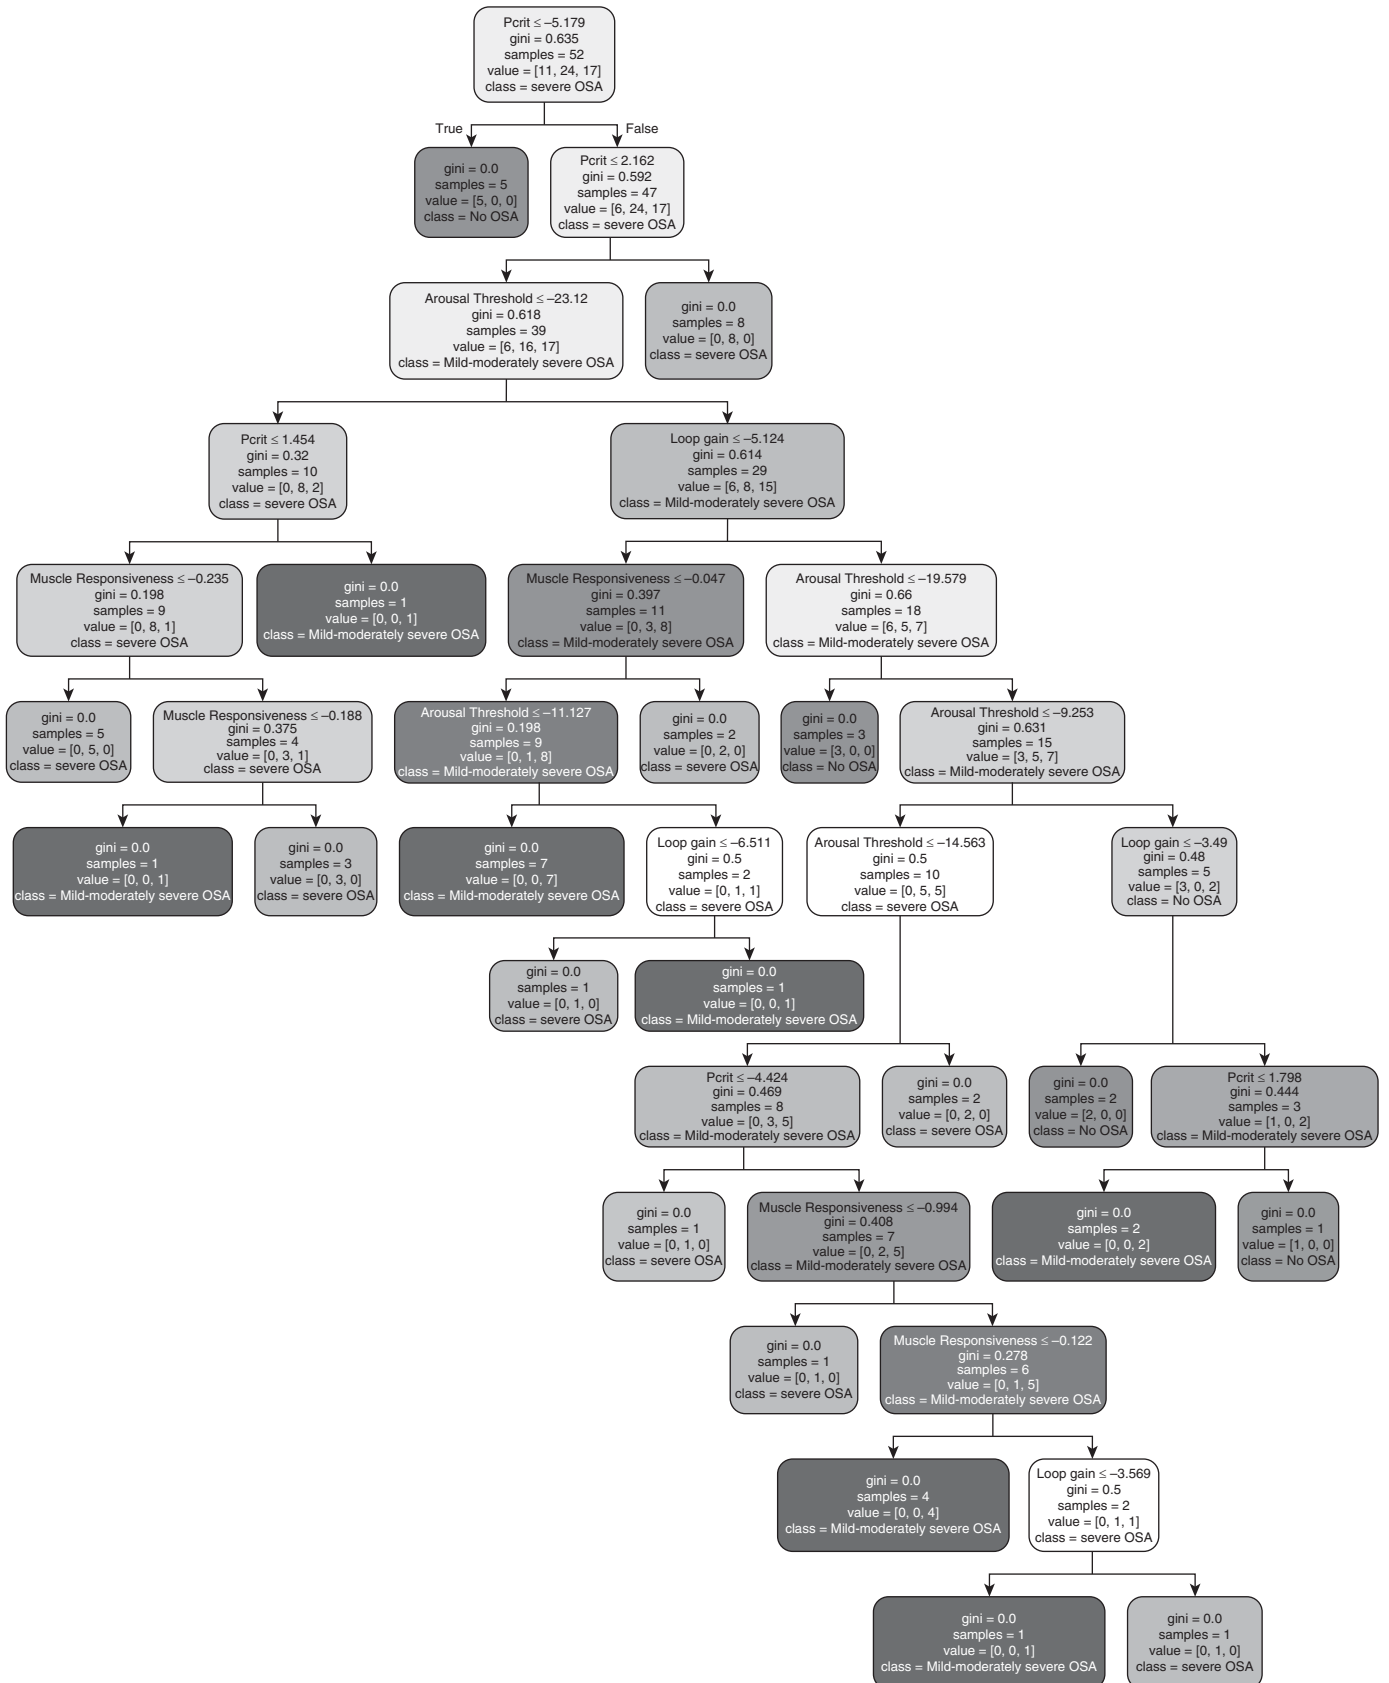 Pcrit ≤ –5.179
gini = 0.635
samples = 52
value = [11, 24, 17]
class = severe OSA
True
False
gini = 0.0
samples = 5
value = [5, 0, 0]
class = No OSA
Pcrit ≤ 2.162
gini = 0.592
samples = 47
value = [6, 24, 17]
class = severe OSA
Arousal Threshold ≤ –23.12
gini = 0.618
samples = 39
value = [6, 16, 17]
class = Mild-moderately severe OSA
gini = 0.0
samples = 8
value = [0, 8, 0]
class = severe OSA
Pcrit ≤ 1.454
gini = 0.32
samples = 10
value = [0, 8, 2]
class = severe OSA
Loop gain ≤ –5.124
gini = 0.614
samples = 29
value = [6, 8, 15]
class = Mild-moderately severe OSA
Muscle Responsiveness ≤ –0.235
gini = 0.198
samples = 9
value = [0, 8, 1]
class = severe OSA
gini = 0.0
samples = 1
value = [0, 0, 1]
class = Mild-moderately severe OSA
Muscle Responsiveness ≤ –0.047
gini = 0.397
samples = 11
value = [0, 3, 8]
class = Mild-moderately severe OSA
Arousal Threshold ≤ –19.579
gini = 0.66
samples = 18
value = [6, 5, 7]
class = Mild-moderately severe OSA
gini = 0.0
samples = 5
value = [0, 5, 0]
class = severe OSA
Muscle Responsiveness ≤ –0.188
gini = 0.375
samples = 4
value = [0, 3, 1]
class = severe OSA
Arousal Threshold ≤ –11.127
gini = 0.198
samples = 9
value = [0, 1, 8]
class = Mild-moderately severe OSA
gini = 0.0
samples = 2
value = [0, 2, 0]
class = severe OSA
gini = 0.0
samples = 3
value = [3, 0, 0]
class = No OSA
Arousal Threshold ≤ –9.253
gini = 0.631
samples = 15
value = [3, 5, 7]
class = Mild-moderately severe OSA
gini = 0.0
samples = 1
value = [0, 0, 1]
class = Mild-moderately severe OSA
gini = 0.0
samples = 3
value = [0, 3, 0]
class = severe OSA
gini = 0.0
samples = 7
value = [0, 0, 7]
class = Mild-moderately severe OSA
Loop gain ≤ –6.511
gini = 0.5
samples = 2
value = [0, 1, 1]
class = severe OSA
Arousal Threshold ≤ –14.563
gini = 0.5
samples = 10
value = [0, 5, 5]
class = severe OSA
Loop gain ≤ –3.49
gini = 0.48
samples = 5
value = [3, 0, 2]
class = No OSA
gini = 0.0
samples = 1
value = [0, 1, 0]
class = severe OSA
gini = 0.0
samples = 1
value = [0, 0, 1]
class = Mild-moderately severe OSA
Pcrit ≤ –4.424
gini = 0.469
samples = 8
value = [0, 3, 5]
class = Mild-moderately severe OSA
gini = 0.0
samples = 2
value = [0, 2, 0]
class = severe OSA
gini = 0.0
samples = 2
value = [2, 0, 0]
class = No OSA
Pcrit ≤ 1.798
gini = 0.444
samples = 3
value = [1, 0, 2]
class = Mild-moderately severe OSA
gini = 0.0
samples = 1
value = [0, 1, 0]
class = severe OSA
Muscle Responsiveness ≤ –0.994
gini = 0.408
samples = 7
value = [0, 2, 5]
class = Mild-moderately severe OSA
gini = 0.0
samples = 2
value = [0, 0, 2]
class = Mild-moderately severe OSA
gini = 0.0
samples = 1
value = [1, 0, 0]
class = No OSA
gini = 0.0
samples = 1
value = [0, 1, 0]
class = severe OSA
Muscle Responsiveness ≤ –0.122
gini = 0.278
samples = 6
value = [0, 1, 5]
class = Mild-moderately severe OSA
gini = 0.0
samples = 4
value = [0, 0, 4]
class = Mild-moderately severe OSA
Loop gain ≤ –3.569
gini = 0.5
samples = 2
value = [0, 1, 1]
class = severe OSA
gini = 0.0
samples = 1
value = [0, 0, 1]
class = Mild-moderately severe OSA
gini = 0.0
samples = 1
value = [0, 1, 0]
class = severe OSA